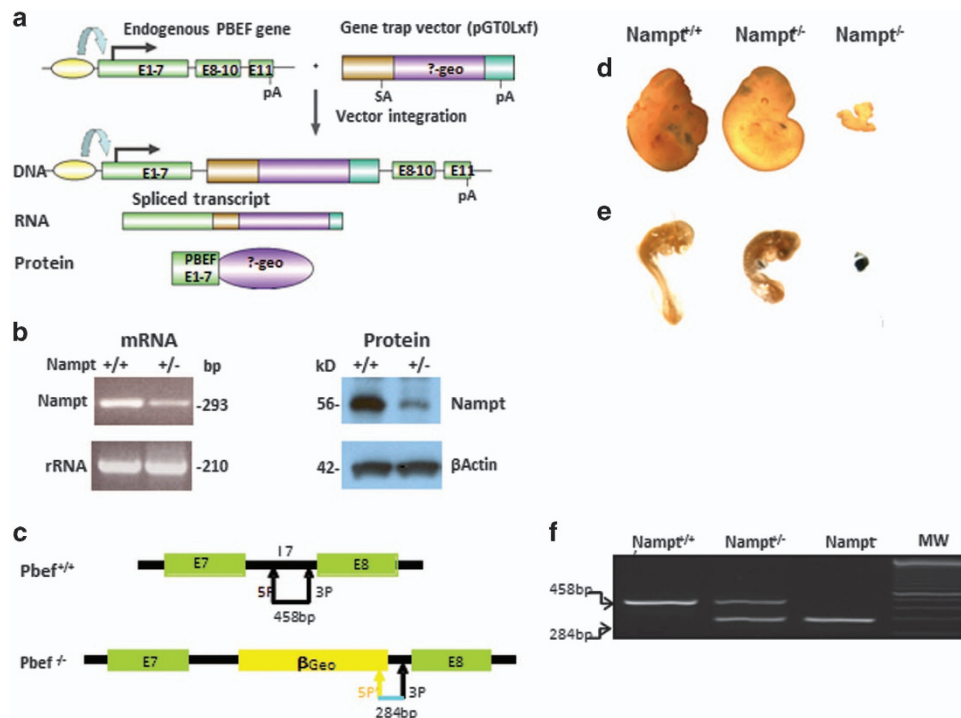 a
Endogenous PBEF gene
Gene trap vector (pGT0Lxf)
E1-7
E8-10
E11
pA
+
?-geo
SA
pA
Vector integration
DNA
E1-7
E8-10
E11
pA
Spliced transcript
RNA
Protein
PBEF
E1-7
?-geo
b
mRNA
Nampt +/+ +/- bp
Nampt
-293
rRNA
-210
Protein
kD +/+ +/-
56-
Nampt
42-
βActin
c
Pbef+/+
E7
I 7
E8
5P
3P
458bp
Pbef -/-
E7
βGeo
E8
5P
3P
284bp
Nampt+/+ Nampt+/- Nampt-/-
d
e
f
Nampt+/+ Nampt+/- Nampt- MW
458bp
284bp